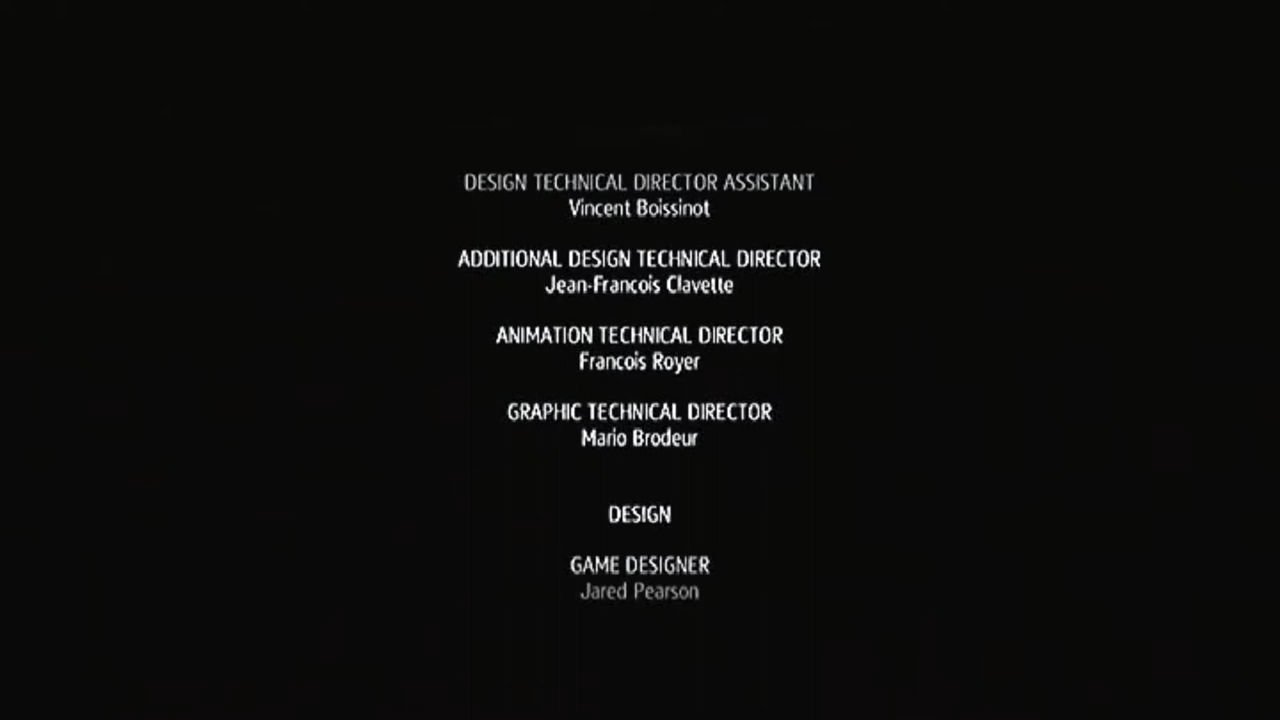 DESIGN TECHNICAL DIRECTOR ASSISTANT
Vincent Boissinot
ADDITIONAL DESIGN TECHNICAL DIRECTOR
Jean-Francois Clavette
ANIMATION TECHNICAL DIRECTOR
Francois Royer
GRAPHIC TECHNICAL DIRECTOR
Mario Brodeur
DESIGN
GAME DESIGNER
Jared Pearson